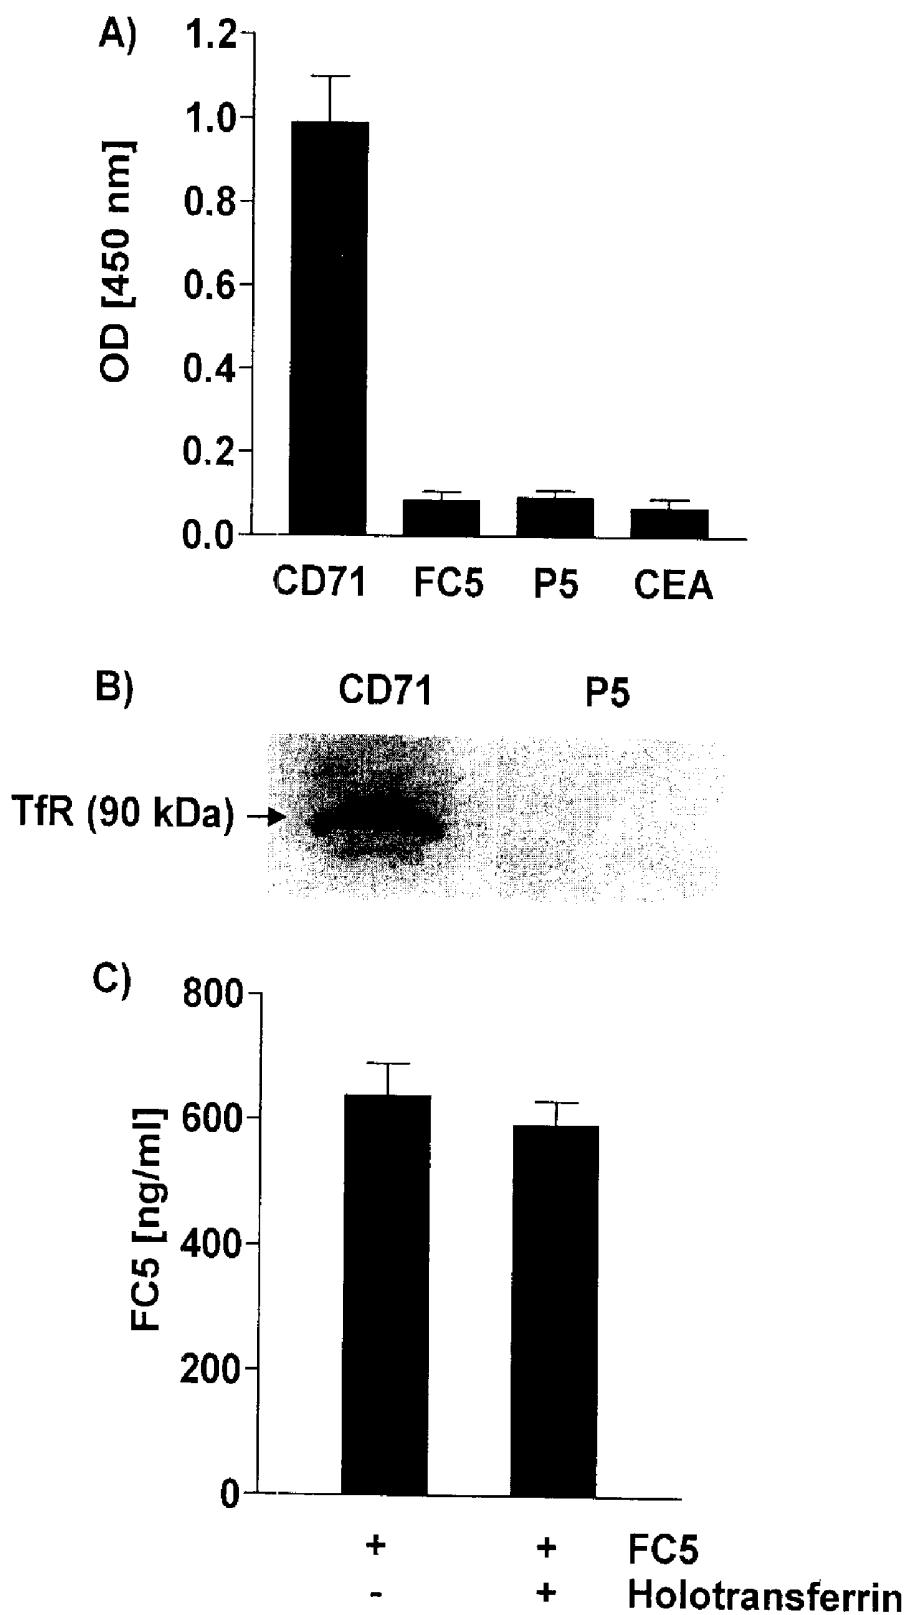 A)
1.2
1.0
0.8
0.6
0.4
0.2
0.0
OD [450 nm]
CD71 FC5 P5 CEA
B)
CD71 P5
TfR (90 kDa)
C)
800
600
400
200
0
FC5 [ng/ml]
+ + FC5
- + Holotransferrin